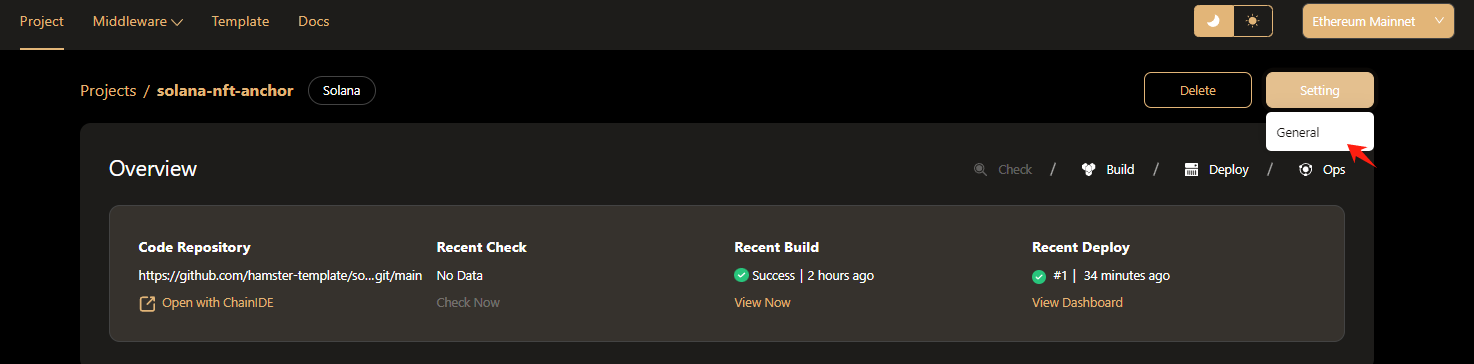 Project Middleware Template Docs Ethereum Mainnet
Projects / solana-nft-anchor Solana Delete Setting
General
Overview Check / Build / Deploy / Ops
Code Repository Recent Check Recent Build Recent Deploy
https://github.com/hamster-template/so...git/main No Data Success | 2 hours ago #1 | 34 minutes ago
Open with ChainIDE Check Now View Now View Dashboard